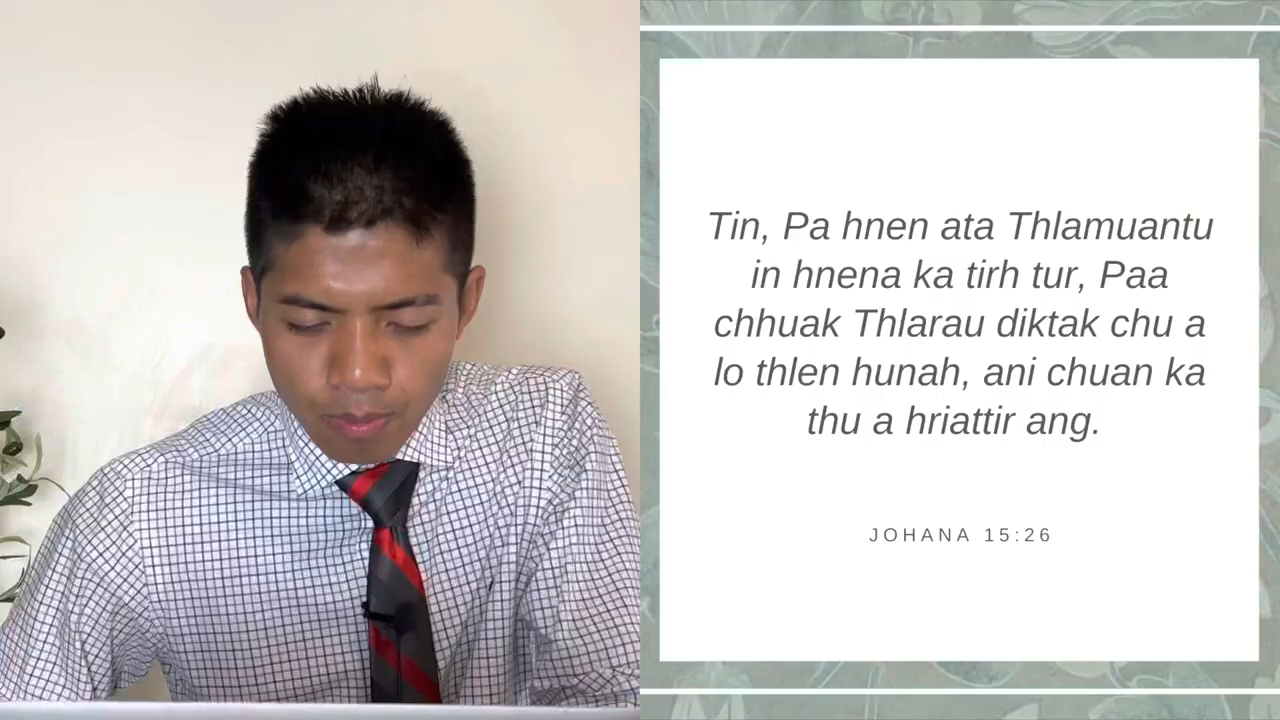 Tin, Pa hnen ata Thlamuantu
in hnena ka tirh tur, Paa
chhuak Thlarau diktak chu a
lo thlen hunah, ani chuan ka
thu a hriattir ang.
JOHANA 15:26